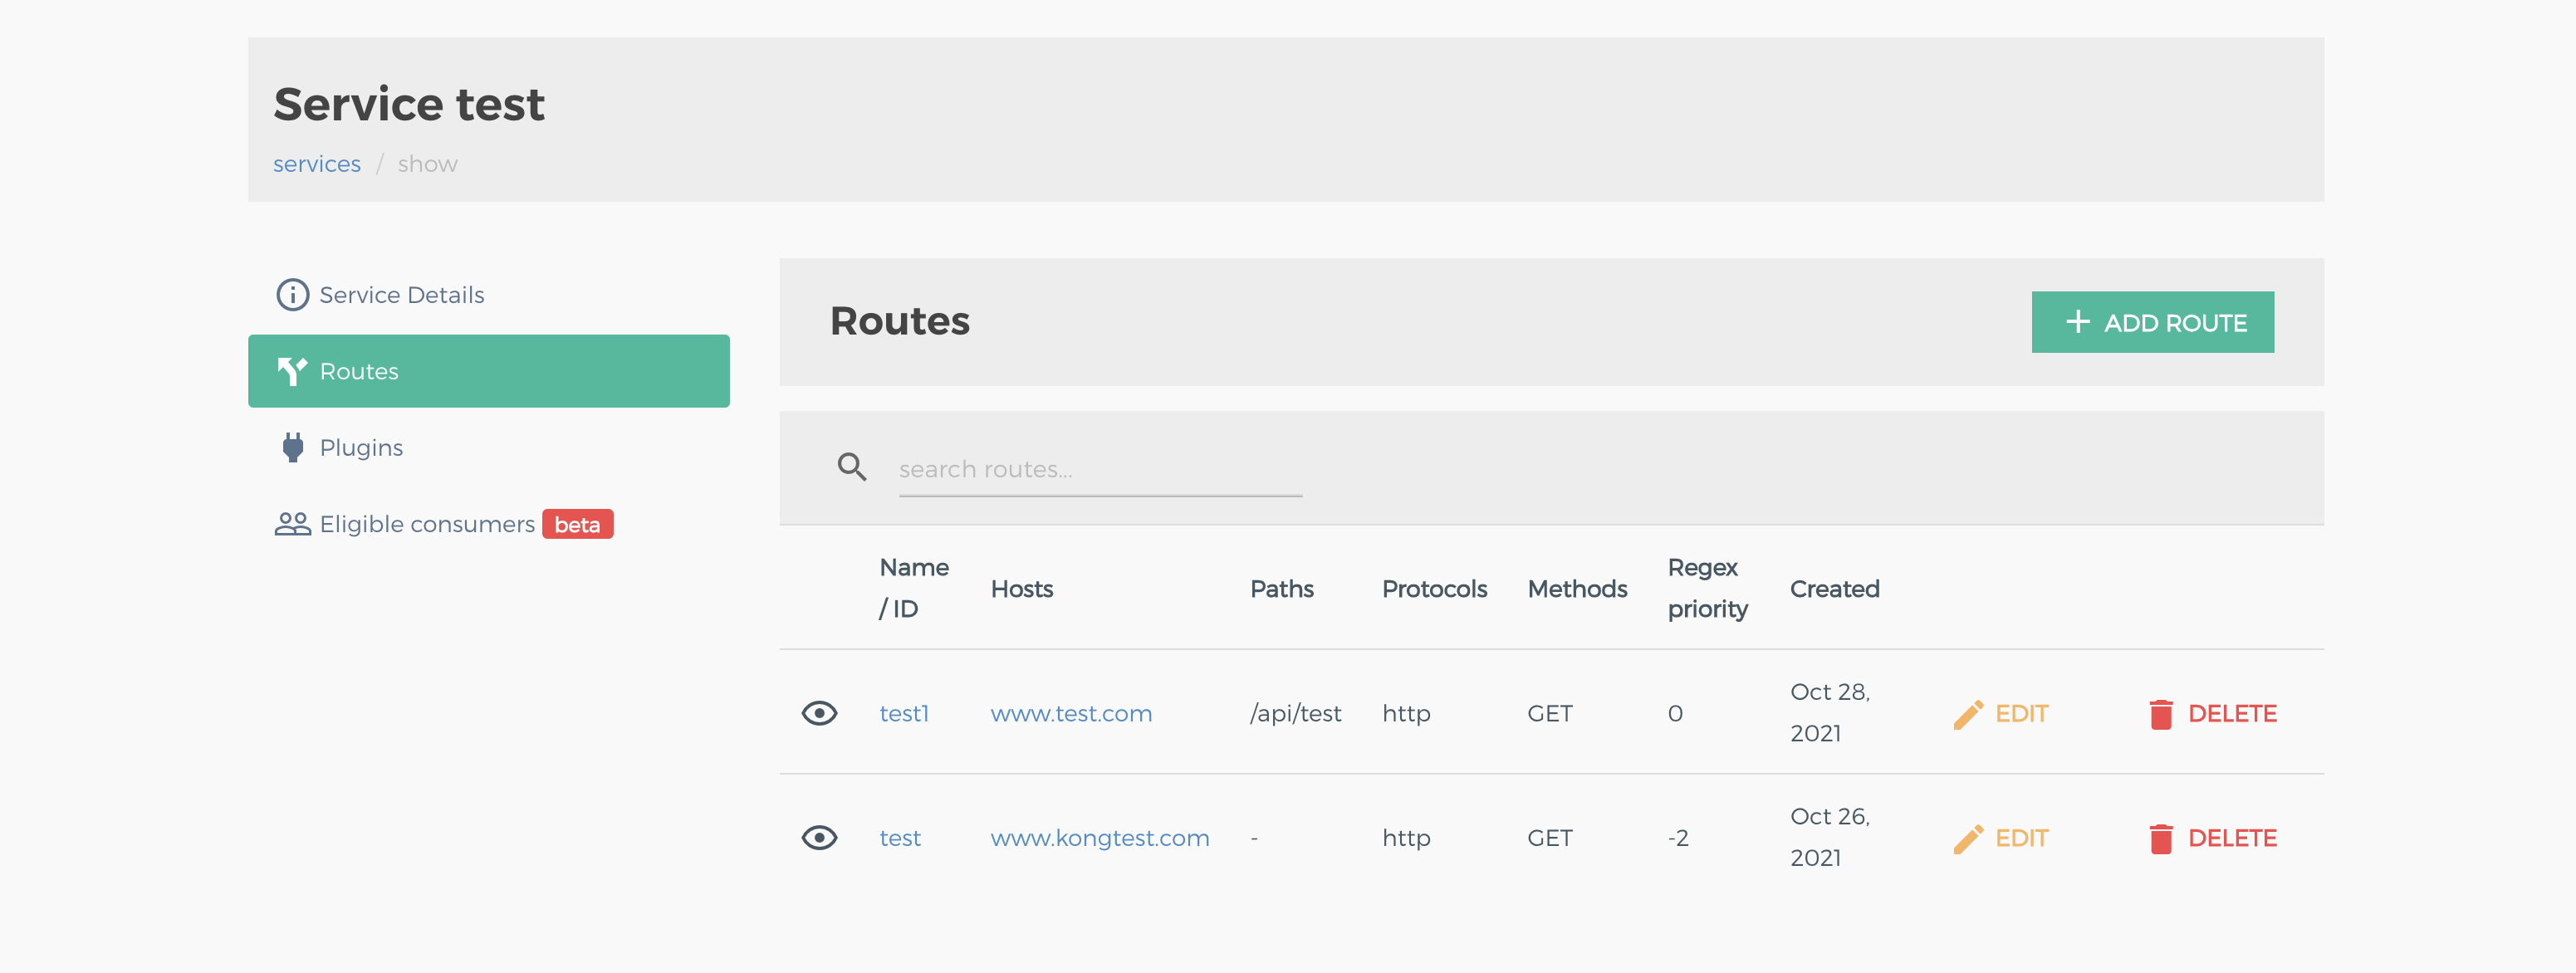 Service test
services / show
Service Details
Routes
Plugins
Eligible consumers beta
Routes
+ ADD ROUTE
search routes...
Name / ID Hosts Paths Protocols Methods Regex priority Created
test1 www.test.com /api/test http GET 0 Oct 28, 2021 EDIT DELETE
test www.kongtest.com - http GET -2 Oct 26, 2021 EDIT DELETE